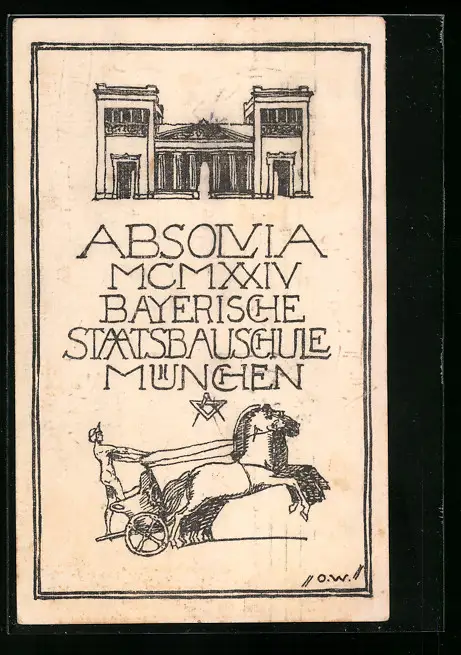 ABSOLVIA
MCMXXIV
BAYERISCHE
STAATSBAUSCHULE
MÜNCHEN
// O.W. //